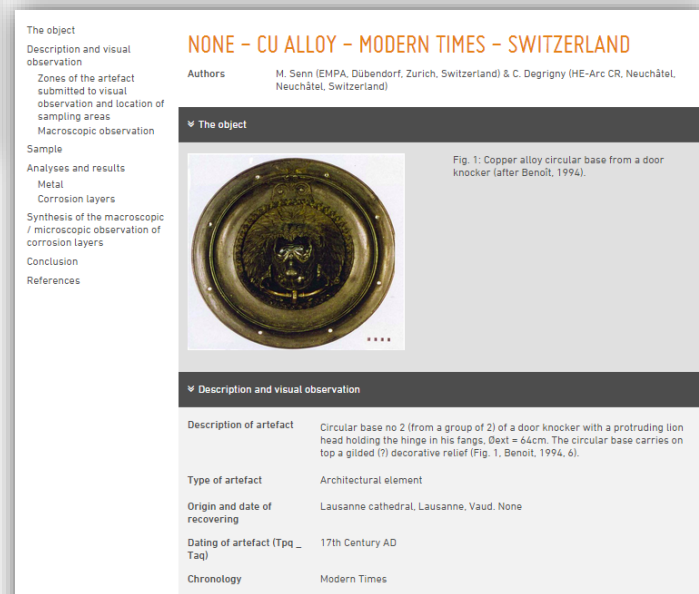 The object
Description and visual
observation
Zones of the artefact
submitted to visual
observation and location of
sampling areas
Macroscopic observation
Sample
Analyses and results
Metal
Corrosion layers
Synthesis of the macroscopic
/ microscopic observation of
corrosion layers
Conclusion
References
NONE – CU ALLOY – MODERN TIMES – SWITZERLAND
Authors M. Senn (EMPA, Dübendorf, Zurich, Switzerland) & C. Degrigny (HE-Arc CR, Neuchâtel,
Neuchâtel, Switzerland)
The object
Fig. 1: Copper alloy circular base from a door
knocker (after Benoît, 1994).
Description and visual observation
Description of artefact Circular base no 2 (from a group of 2) of a door knocker with a protruding lion
head holding the hinge in his fangs, Øext = 64cm. The circular base carries on
top a gilded (?) decorative relief (Fig. 1, Benoit, 1994, 6).
Type of artefact Architectural element
Origin and date of Lausanne cathedral, Lausanne, Vaud. None
recovering
Dating of artefact (Tpq _ 17th Century AD
Taq)
Chronology Modern Times